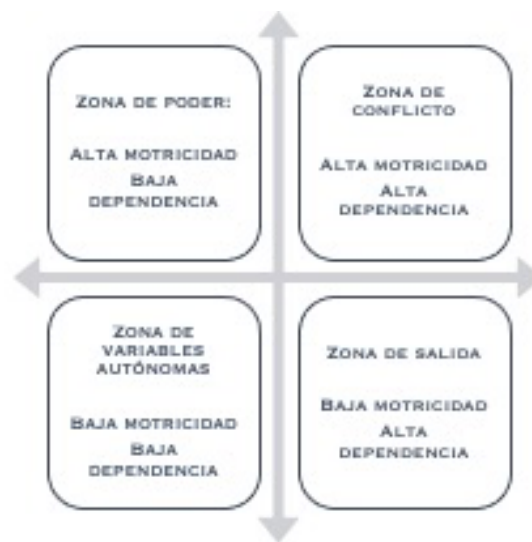 ZONA DE PODER:
ALTA MOTRICIDAD
BAJA
DEPENDENCIA
ZONA DE
CONFLICTO
ALTA MOTRICIDAD
ALTA
DEPENDENCIA
ZONA DE
VARIABLES
AUTÓNOMAS
BAJA MOTRICIDAD
BAJA
DEPENDENCIA
ZONA DE SALIDA
BAJA MOTRICIDAD
ALTA
DEPENDENCIA